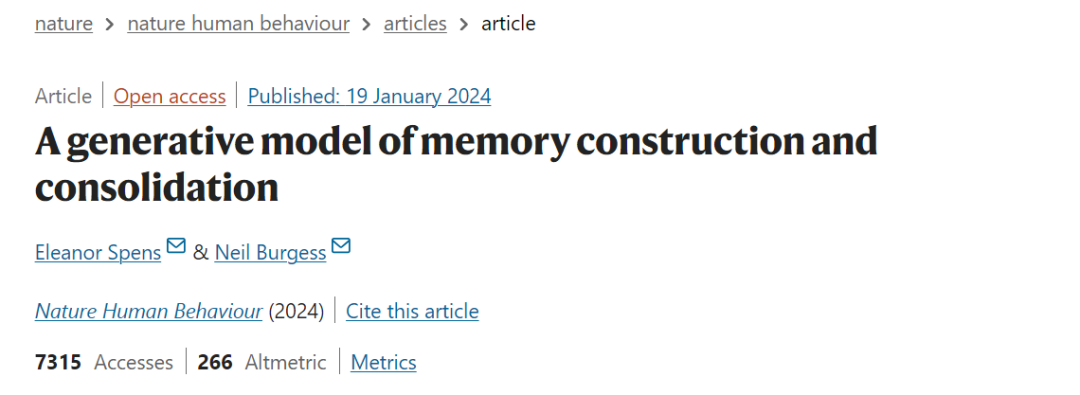 nature > nature human behaviour > articles > article
Article | Open access | Published: 19 January 2024
A generative model of memory construction and
consolidation
Eleanor Spens & Neil Burgess
Nature Human Behaviour (2024) | Cite this article
7315 Accesses | 266 Altmetric | Metrics